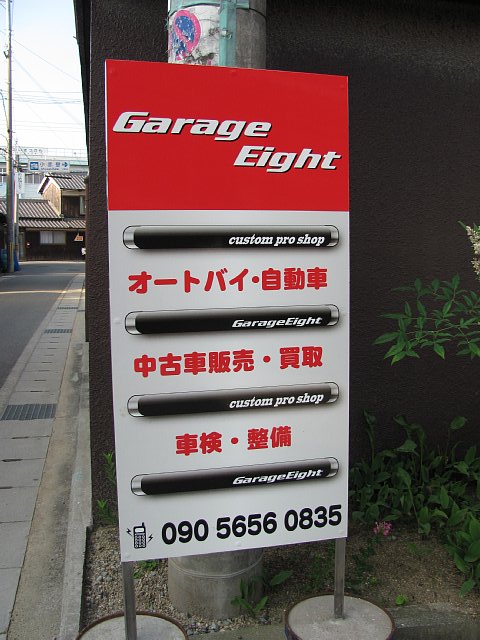 Garage
Eight
custom pro shop
オートバイ・自動車
GarageEight
中古車販売・買取
custom pro shop
車検・整備
GarageEight
090 5656 0835